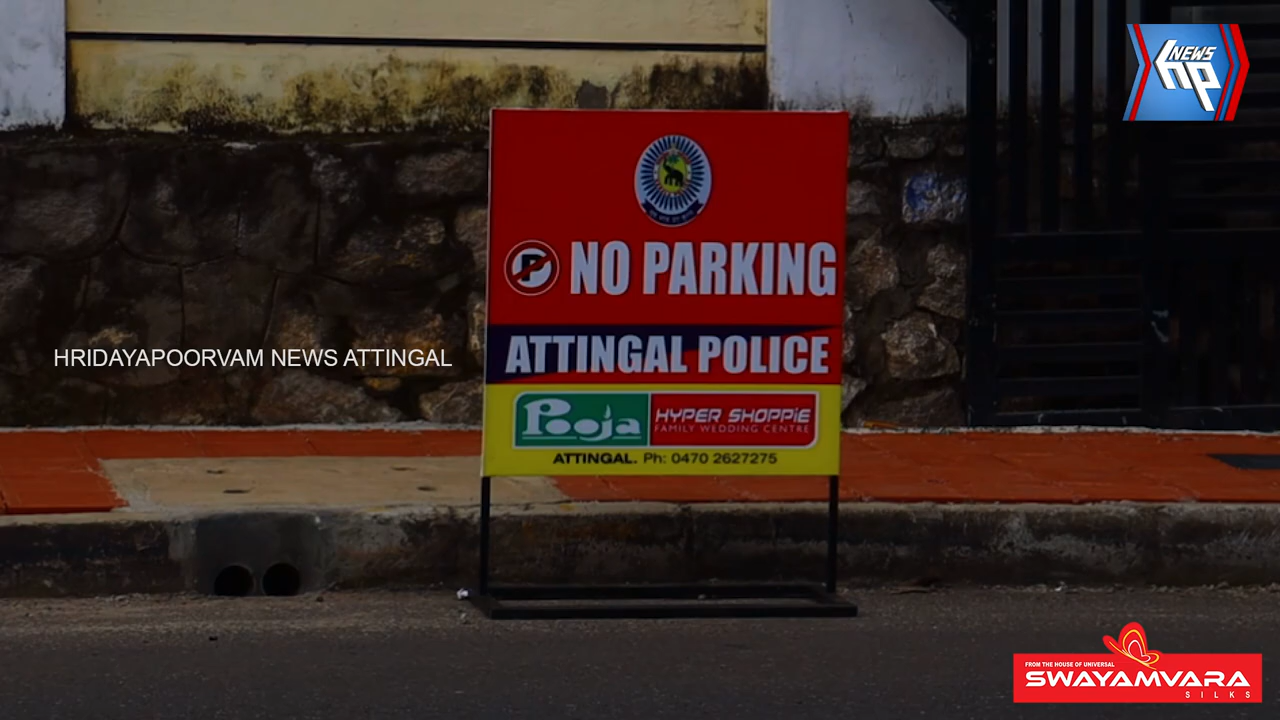 NEWS
hp
NO PARKING
P
ATTINGAL POLICE
HRIDAYAPOORVAM NEWS ATTINGAL
Pooja HYPER SHOPPIE
FAMILY WEDDING CENTRE
ATTINGAL. Ph: 0470 2627275
FROM THE HOUSE OF UNIVERSAL
SWAYAMVARA
SILKS